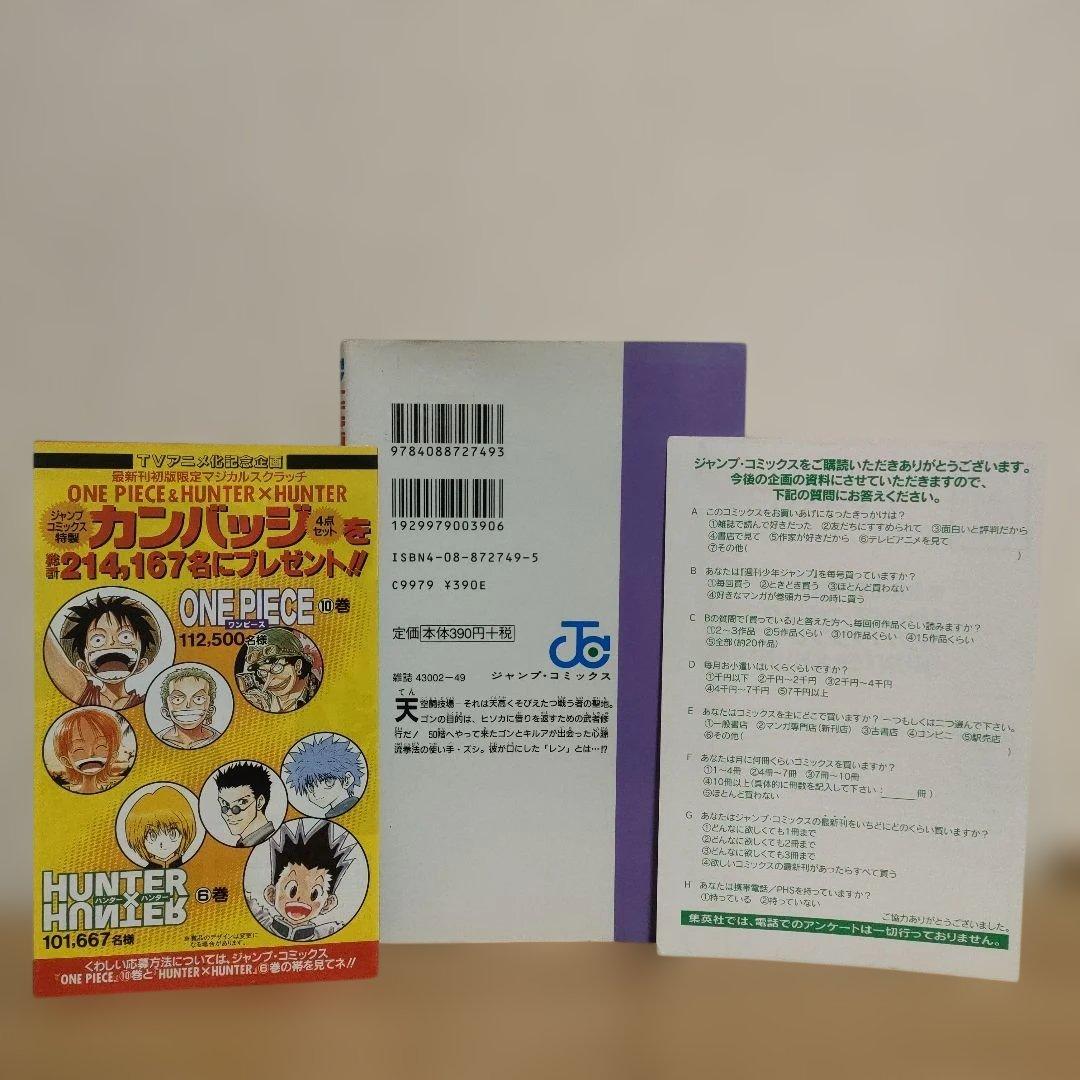 TVアニメ化記念企画
最新刊初版限定マジカルスクラッチ
ONE PIECE & HUNTER×HUNTER
ジャンプコミックス特製
カンバッジ4点セットを
総計214,167名にプレゼント!!
ONE PIECE
ワンピース
⑩巻
112,500名様
HUNTER×HUNTER
ハンター×ハンター
⑥巻
101,667名様
※賞品のデザインは変更になる場合があります。
くわしい応募方法については、ジャンプ・コミックス
『ONE PIECE』⑩巻と『HUNTER×HUNTER』⑥巻の帯を見てネ!!
9784088727493
1929979003906
ISBN4-08-872749-5
C9979 ¥390E
定価 本体390円+税
雑誌 43002-49
ジャンプ・コミックス
天空闘技場—それは天高くそびえたつ戦う者の聖地。
ゴンの目的は、ヒソカに借りを返すための武者修
行だ! 50階へやって来たゴンとキルアが出会った心源
流拳法の使い手・ズシ。彼が口にした「レン」とは…!?
ジャンプ・コミックスをご購読いただきありがとうございます。
今後の企画の資料にさせていただきますので、
下記の質問にお答えください。
A このコミックスをお買いあげになったきっかけは?
①雑誌で読んで好きだった ②友だちにすすめられて ③面白いと評判だから
④書店で見て ⑤作家が好きだから ⑥テレビアニメを見て
⑦その他( )
B あなたは『週刊少年ジャンプ』を毎号買っていますか?
①毎回買う ②ときどき買う ③ほとんど買わない
④好きなマンガが巻頭カラーの時に買う
C Bの質問で「買っている」と答えた方へ。毎回何作品くらい読みますか?
①2〜3作品 ②5作品くらい ③10作品くらい ④15作品くらい
⑤全部(約20作品)
D 毎月お小遣いはいくらくらいですか?
①千円以下 ②千円〜2千円 ③2千円〜4千円
④4千円〜7千円 ⑤7千円以上
E あなたはコミックスを主にどこで買いますか? 一つもしくは二つ選んで下さい。
①一般書店 ②マンガ専門店(新刊店) ③古書店 ④コンビニ ⑤駅売店
⑥その他( )
F あなたは月に何冊くらいコミックスを買いますか?
①1〜4冊 ②4冊〜7冊 ③7冊〜10冊
④10冊以上(具体的に冊数を記入して下さい:______冊)
⑤ほとんど買わない
G あなたはジャンプ・コミックスの最新刊をいちどにどのくらい買いますか?
①どんなに欲しくても1冊まで
②どんなに欲しくても2冊まで
③どんなに欲しくても3冊まで
④欲しいコミックスの最新刊があったらすべて買う
H あなたは携帯電話/PHSを持っていますか?
①持っている ②持っていない
ご協力ありがとうございました。
集英社では、電話でのアンケートは一切行っておりません。